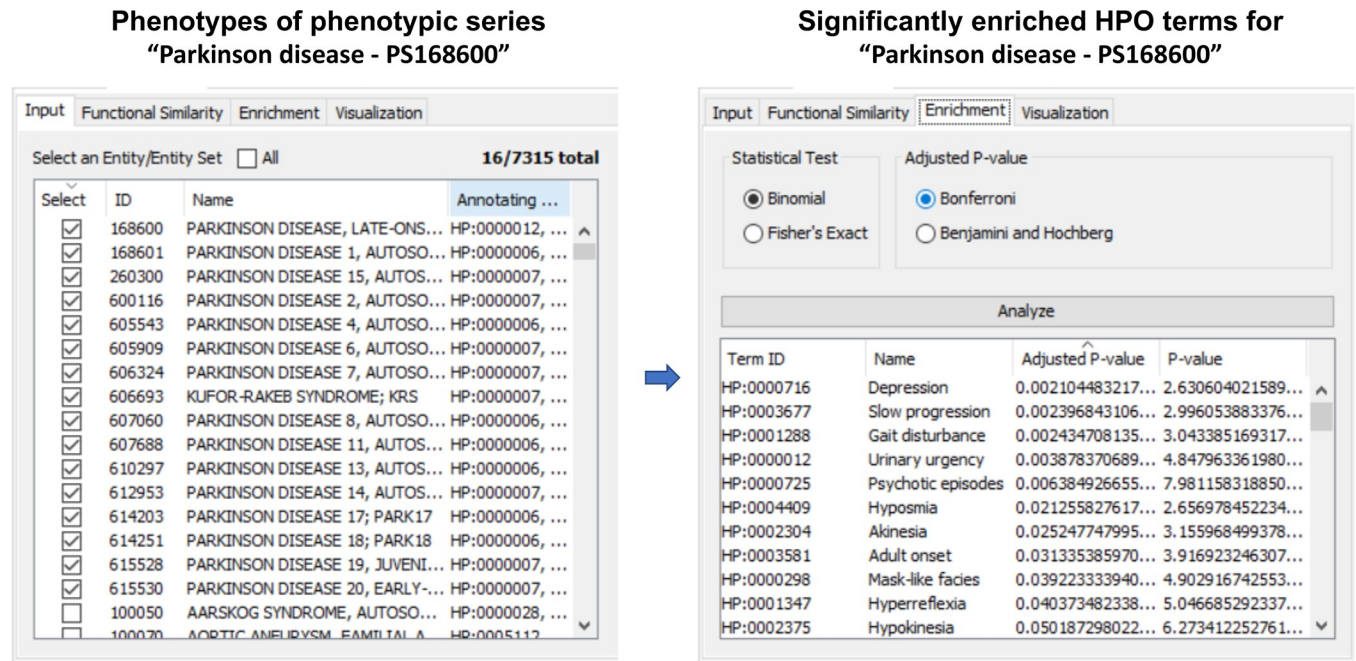 Phenotypes of phenotypic series
“Parkinson disease - PS168600”
Input Functional Similarity Enrichment Visualization
Select an Entity/Entity Set All 16/7315 total
Select ID Name Annotating ...
168600 PARKINSON DISEASE, LATE-ONS... HP:0000012, ...
168601 PARKINSON DISEASE 1, AUTOSO... HP:0000006, ...
260300 PARKINSON DISEASE 15, AUTOS... HP:0000007, ...
600116 PARKINSON DISEASE 2, AUTOSO... HP:0000007, ...
605543 PARKINSON DISEASE 4, AUTOSO... HP:0000006, ...
605909 PARKINSON DISEASE 6, AUTOSO... HP:0000007, ...
606324 PARKINSON DISEASE 7, AUTOSO... HP:0000007, ...
606693 KUFOR-RAKEB SYNDROME; KRS HP:0000007, ...
607060 PARKINSON DISEASE 8, AUTOSO... HP:0000006, ...
607688 PARKINSON DISEASE 11, AUTOS... HP:0000006, ...
610297 PARKINSON DISEASE 13, AUTOS... HP:0000006, ...
612953 PARKINSON DISEASE 14, AUTOS... HP:0000007, ...
614203 PARKINSON DISEASE 17; PARK17 HP:0000006, ...
614251 PARKINSON DISEASE 18; PARK18 HP:0000006, ...
615528 PARKINSON DISEASE 19, JUVENI... HP:0000007, ...
615530 PARKINSON DISEASE 20, EARLY-... HP:0000007, ...
100050 AARSKOG SYNDROME, AUTOSO... HP:0000028, ...
100070 AORTIC ANEURYSM, FAMILIAL A... HP:0005112, ...
Significantly enriched HPO terms for
“Parkinson disease - PS168600”
Input Functional Similarity Enrichment Visualization
Statistical Test Adjusted P-value
Binomial Bonferroni
Fisher's Exact Benjamini and Hochberg
Analyze
Term ID Name Adjusted P-value P-value
HP:0000716 Depression 0.002104483217... 2.630604021589...
HP:0003677 Slow progression 0.002396843106... 2.996053883376...
HP:0001288 Gait disturbance 0.002434708135... 3.043385169317...
HP:0000012 Urinary urgency 0.003878370689... 4.847963361980...
HP:0000725 Psychotic episodes 0.006384926655... 7.981158318850...
HP:0004409 Hyposmia 0.021255827617... 2.656978452234...
HP:0002304 Akinesia 0.025247747995... 3.155968499378...
HP:0003581 Adult onset 0.031335385970... 3.916923246307...
HP:0000298 Mask-like facies 0.039223333940... 4.902916742553...
HP:0001347 Hyperreflexia 0.040373482338... 5.046685292337...
HP:0002375 Hypokinesia 0.050187298022... 6.273412252761...